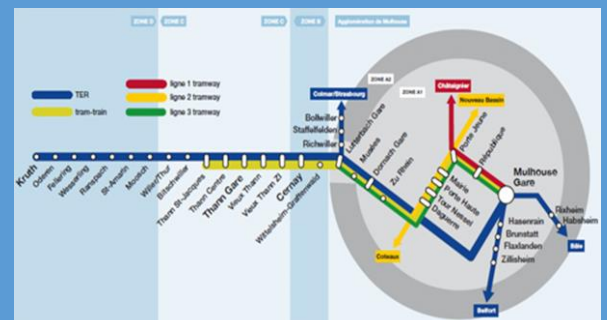 ZONE D
ZONE C
ZONE C
ZONE B
Agglomération de Mulhouse
TER
tram-train
ligne 1 tramway
ligne 2 tramway
ligne 3 tramway
Colmar/Strasbourg
ZONE A2
ZONE A1
Châtaignier
Nouveau Bassin
Bollwiller
Staffelfelden
Richwiller
Lutterbach Gare
Musées
Dornach Gare
Zu Rhein
Porte Jeune
République
Mulhouse
Gare
Mairie
Porte Haute
Tour Nessel
Daguerre
Coteaux
Kruth
Oderen
Fellering
Wesserling
Ranspach
St-Amarin
Moosch
Willer/Thur
Bitschwiller
Thann St-Jacques
Thann Centre
Thann Gare
Vieux Thann
Vieux Thann ZI
Cernay
Wittelsheim-Graffenwald
Rixheim
Habsheim
Bâle
Hasenrain
Brunstatt
Flaxlanden
Zillisheim
Belfort